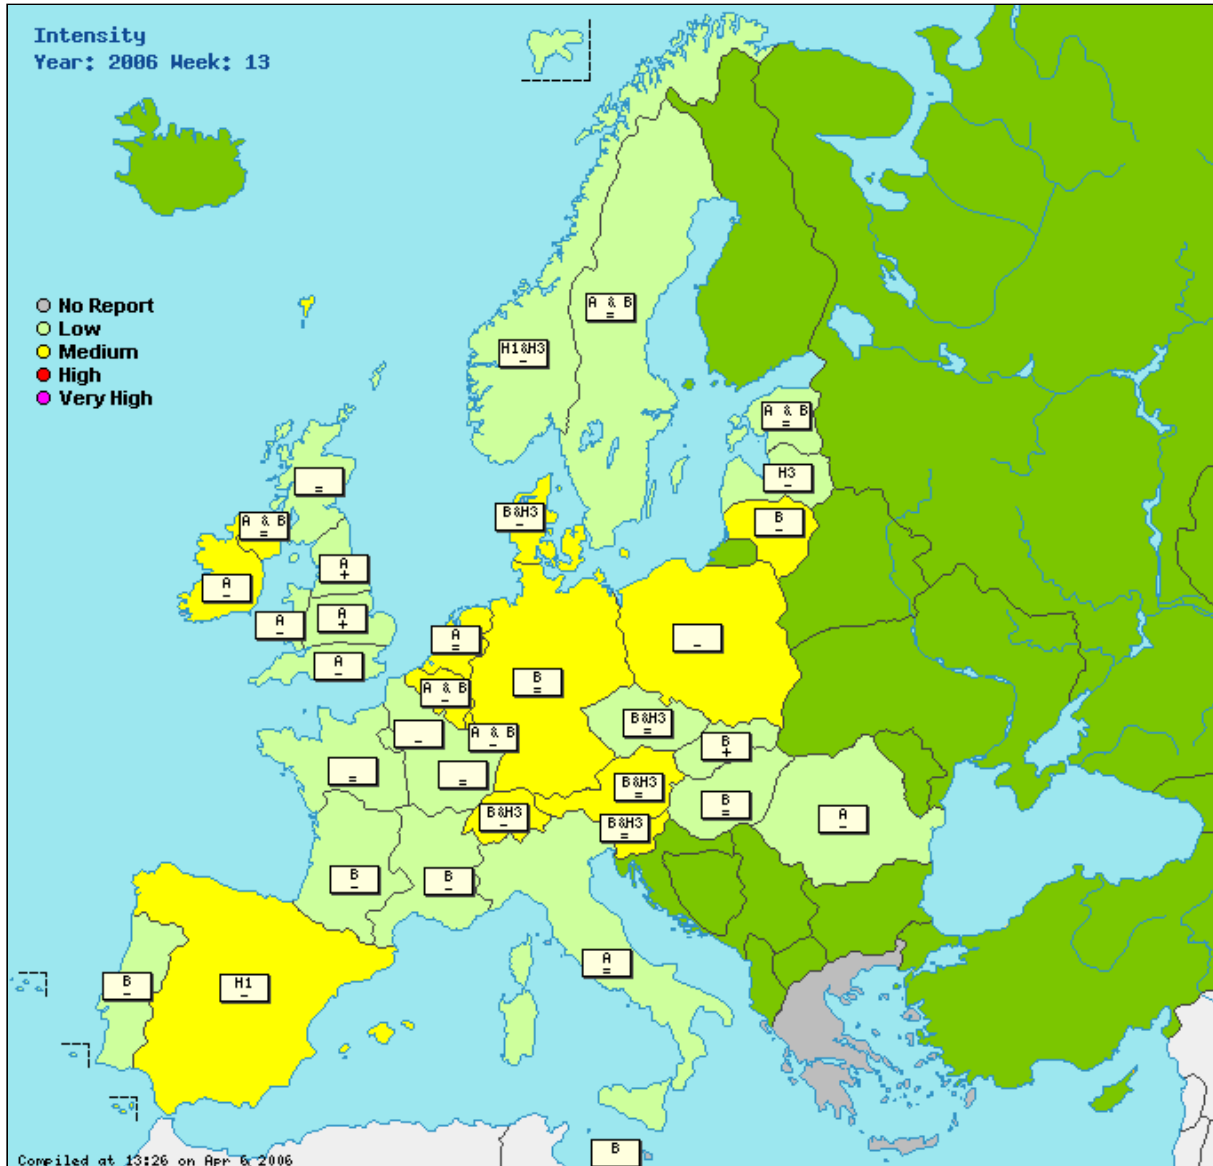 Intensity
Year: 2006 Week: 13
No Report
Low
Medium
High
Very High
A & B
=
H1&H3
–
A & B
=
H3
–
=
B&H3
–
B
–
A & B
=
A
+
A
–
A
+
A
–
A
=
–
A
–
B
=
A & B
–
B&H3
=
–
A & B
–
B
+
=
=
B&H3
=
B
=
B&H3
–
B&H3
=
A
–
B
–
B
–
A
=
B
–
H1
–
B
Compiled at 13:26 on Apr 6 2006